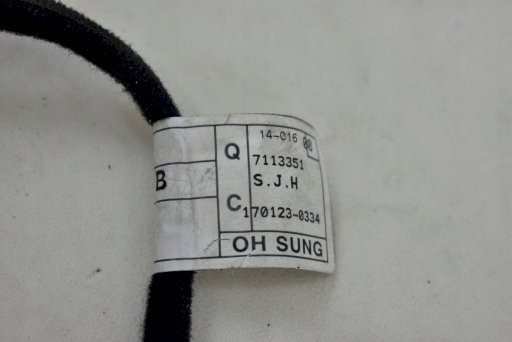 14-016 00
Q 7113351
B S.J.H
C 170123-0334
OH SUNG